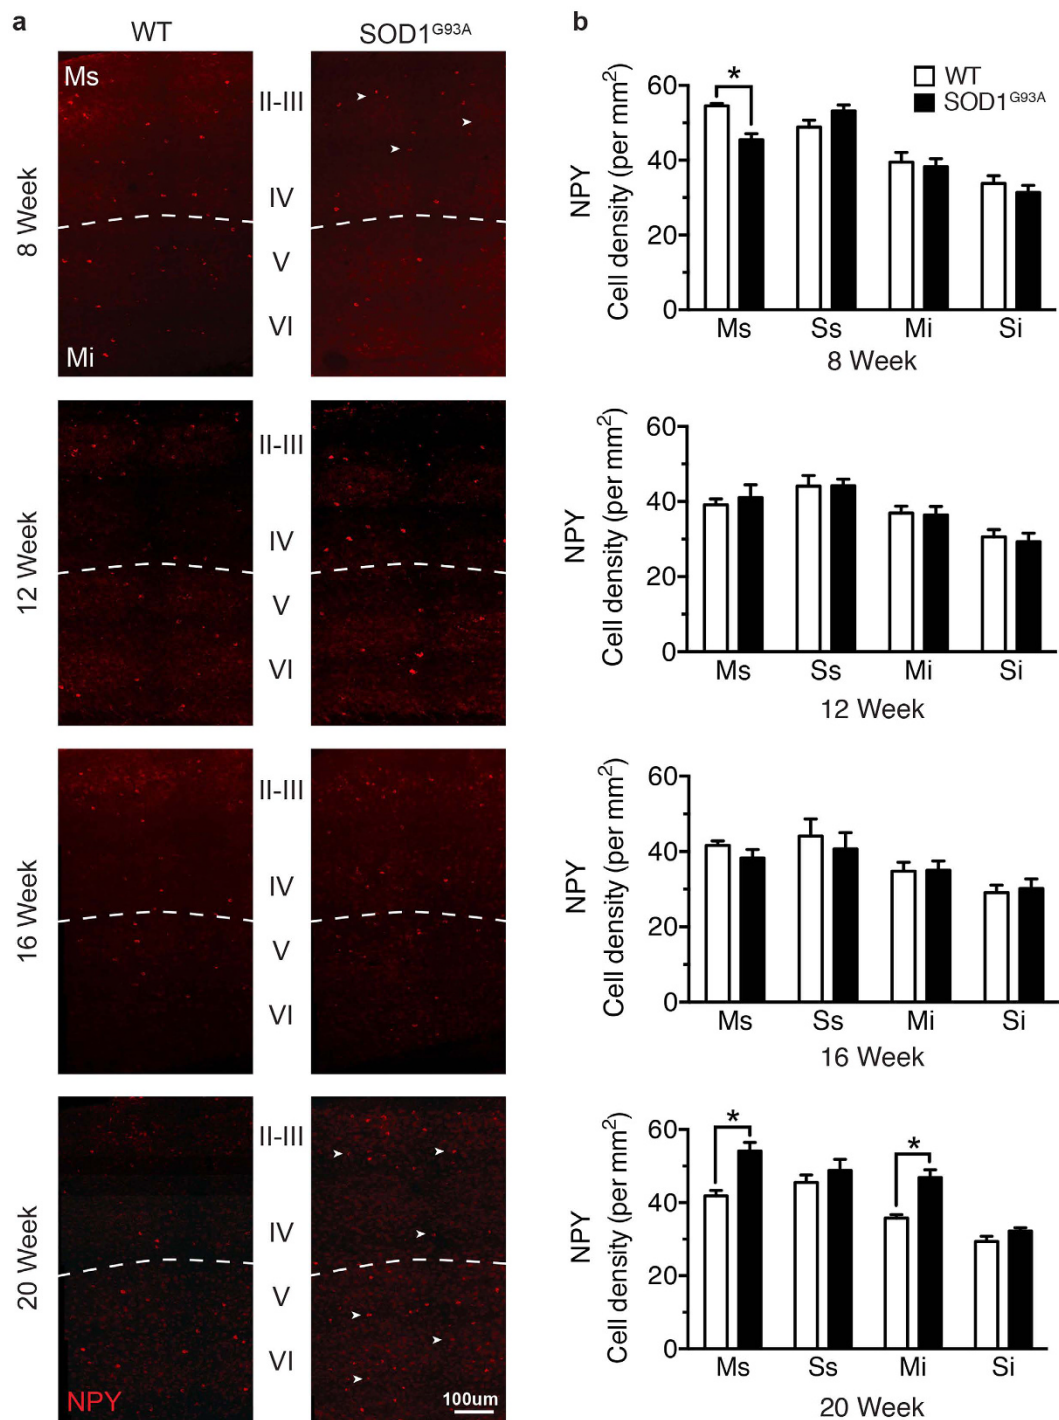 a
WT
SOD1G93A
8 Week
Ms
Mi
II-III
IV
V
VI
12 Week
II-III
IV
V
VI
16 Week
II-III
IV
V
VI
20 Week
NPY
II-III
IV
V
VI
100um
b
WT
SOD1G93A
NPY
Cell density (per mm2)
60
40
20
0
*
Ms Ss Mi Si
8 Week
NPY
Cell density (per mm2)
60
40
20
0
Ms Ss Mi Si
12 Week
NPY
Cell density (per mm2)
60
40
20
0
Ms Ss Mi Si
16 Week
NPY
Cell density (per mm2)
60
40
20
0
* *
Ms Ss Mi Si
20 Week